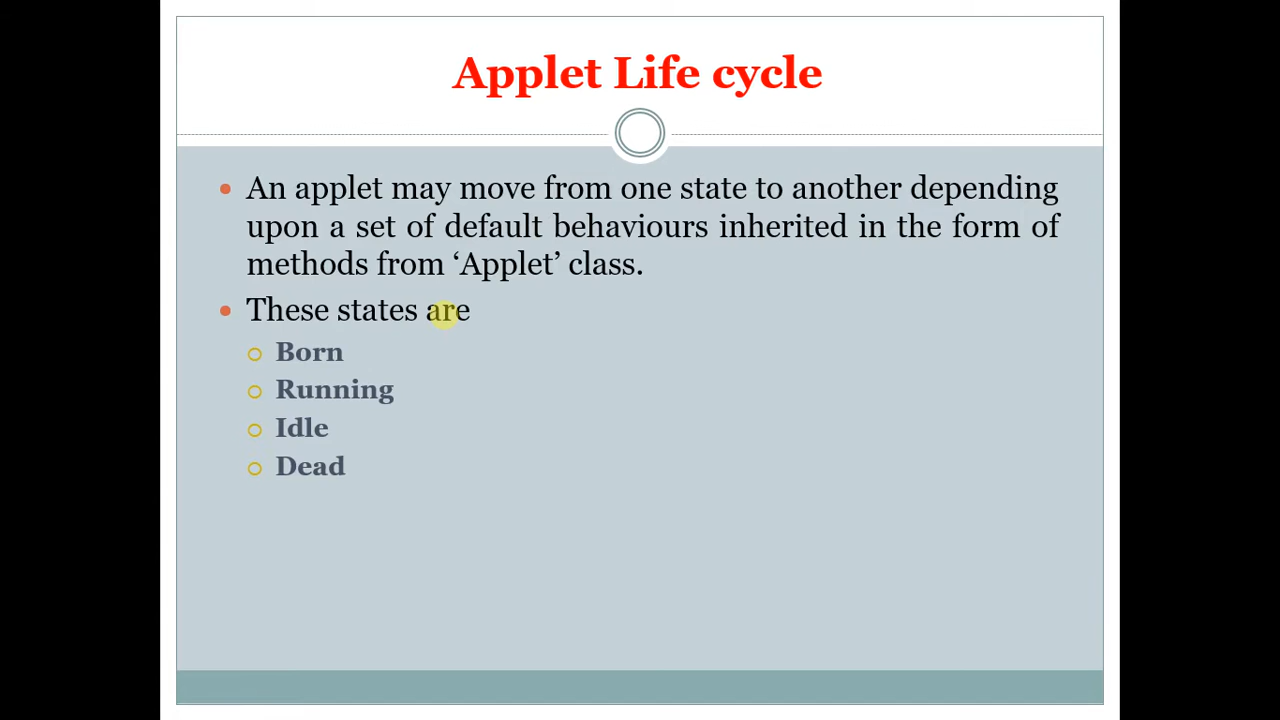 Applet Life cycle
An applet may move from one state to another depending
upon a set of default behaviours inherited in the form of
methods from ‘Applet’ class.
These states are
Born
Running
Idle
Dead